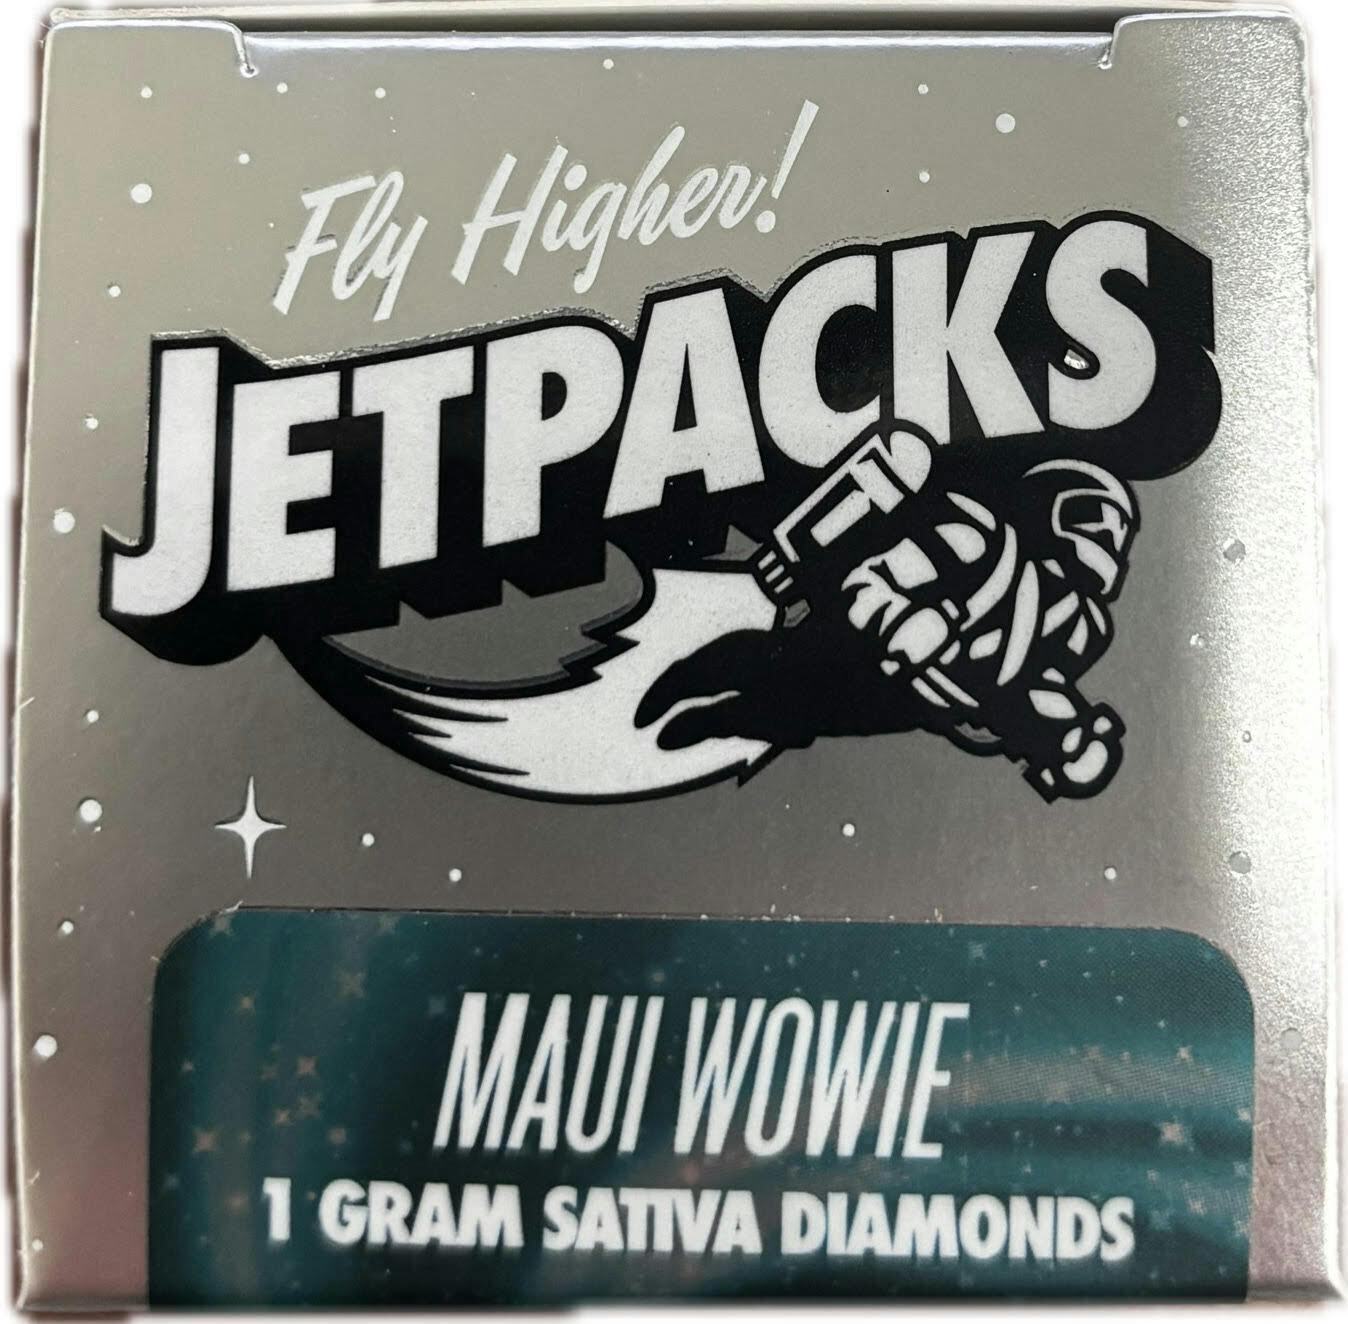 Fly Higher!
JETPACKS
MAUI WOWIE
1 GRAM SATIVA DIAMONDS